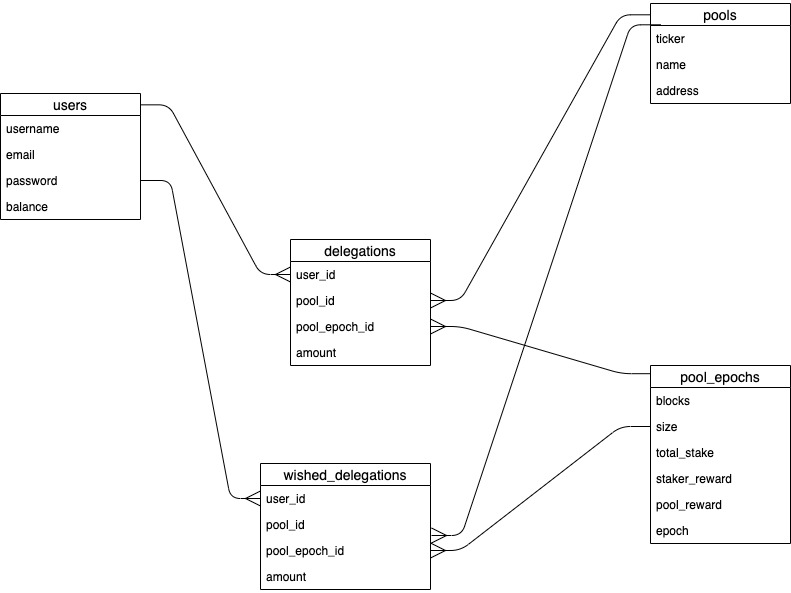 pools
ticker
name
address
users
username
email
password
balance
delegations
user_id
pool_id
pool_epoch_id
amount
pool_epochs
blocks
size
total_stake
staker_reward
pool_reward
epoch
wished_delegations
user_id
pool_id
pool_epoch_id
amount